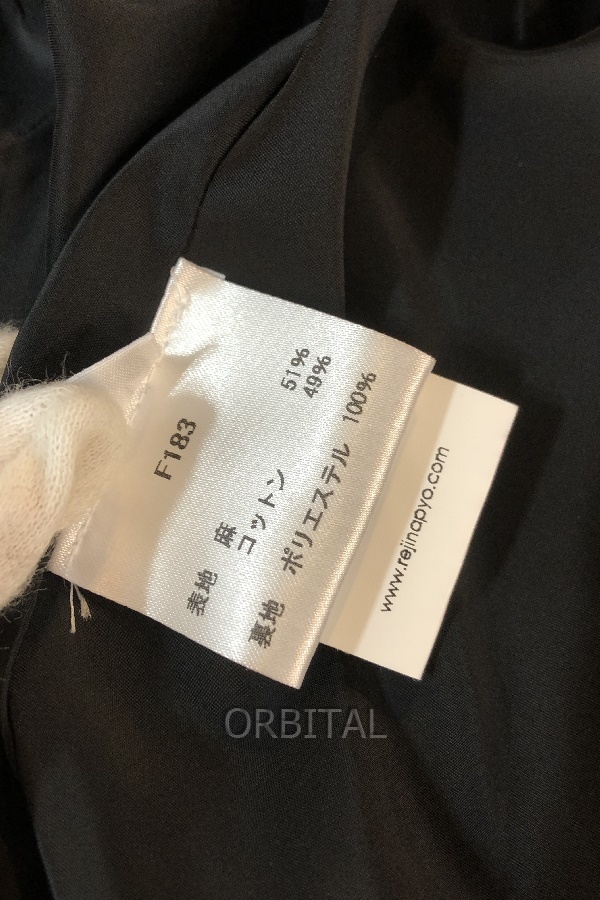 F183
表地 麻 51%
コットン 49%
裏地 ポリエステル 100%
www.rejinapyo.com
ORBITAL